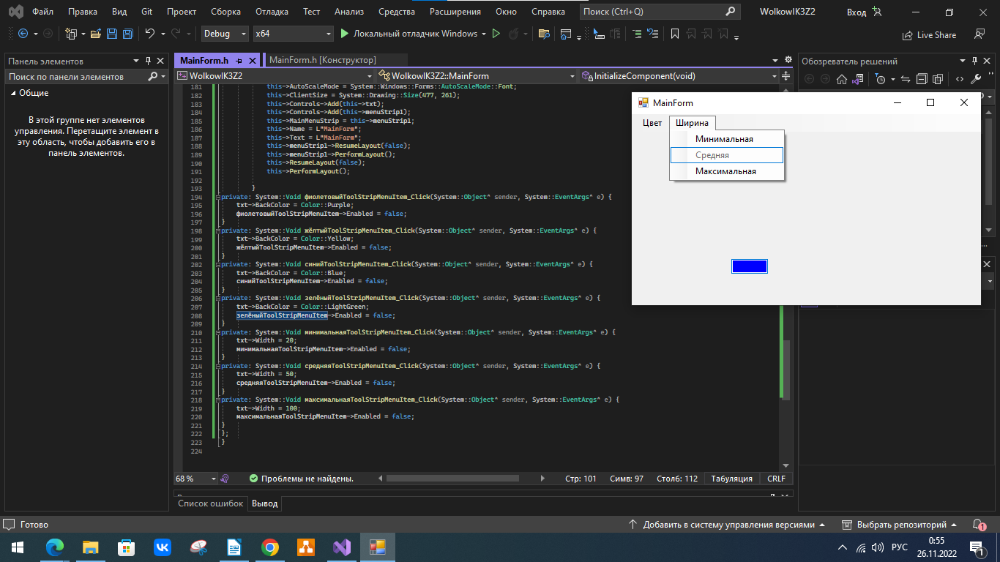 Файл Правка Вид Git Проект Сборка Отладка Тест Анализ Средства Расширения Окно Справка Поиск (Ctrl+Q) WolkowIK3Z2 Вход
Debug x64 Локальный отладчик Windows Live Share
Панель элементов
Поиск по панели элементов
Общие
В этой группе нет элементов
управления. Перетащите элемент в
эту область, чтобы добавить его в
панель элементов.
MainForm.h MainForm.h [Конструктор]
WolkowIK3Z2 WolkowIK3Z2::MainForm InitializeComponent(void)
181 this->AutoScaleMode = System::Windows::Forms::AutoScaleMode::Font;
182 this->ClientSize = System::Drawing::Size(477, 261);
183 this->Controls->Add(this->txt);
184 this->Controls->Add(this->menuStrip1);
185 this->MainMenuStrip = this->menuStrip1;
186 this->Name = L"MainForm";
187 this->Text = L"MainForm";
188 this->menuStrip1->ResumeLayout(false);
189 this->menuStrip1->PerformLayout();
190 this->ResumeLayout(false);
191 this->PerformLayout();
192
193 }
194 private: System::Void фиолетовыйToolStripMenuItem_Click(System::Object^ sender, System::EventArgs^ e) {
195 txt->BackColor = Color::Purple;
196 фиолетовыйToolStripMenuItem->Enabled = false;
197 }
198 private: System::Void жёлтыйToolStripMenuItem_Click(System::Object^ sender, System::EventArgs^ e) {
199 txt->BackColor = Color::Yellow;
200 жёлтыйToolStripMenuItem->Enabled = false;
201 }
202 private: System::Void синийToolStripMenuItem_Click(System::Object^ sender, System::EventArgs^ e) {
203 txt->BackColor = Color::Blue;
204 синийToolStripMenuItem->Enabled = false;
205 }
206 private: System::Void зелёныйToolStripMenuItem_Click(System::Object^ sender, System::EventArgs^ e) {
207 txt->BackColor = Color::LightGreen;
208 зелёныйToolStripMenuItem->Enabled = false;
209 }
210 private: System::Void минимальнаяToolStripMenuItem_Click(System::Object^ sender, System::EventArgs^ e) {
211 txt->Width = 20;
212 минимальнаяToolStripMenuItem->Enabled = false;
213 }
214 private: System::Void средняяToolStripMenuItem_Click(System::Object^ sender, System::EventArgs^ e) {
215 txt->Width = 50;
216 средняяToolStripMenuItem->Enabled = false;
217 }
218 private: System::Void максимальнаяToolStripMenuItem_Click(System::Object^ sender, System::EventArgs^ e) {
219 txt->Width = 100;
220 максимальнаяToolStripMenuItem->Enabled = false;
221 }
222 };
223 }
224
68 % Проблемы не найдены. Стр: 101 Симв: 97 Столб: 112 Табуляция CRLF
Список ошибок Вывод
Обозреватель решений
MainForm
Цвет Ширина
Минимальная
Средняя
Максимальная
Готово Добавить в систему управления версиями Выбрать репозиторий 1
РУС 0:55
26.11.2022 1